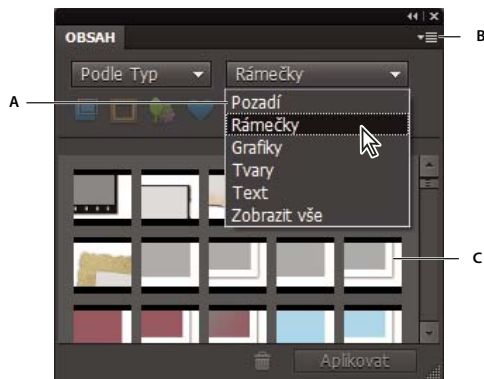 OBSAH
B
Podle Typ Rámečky
A
Pozadí
Rámečky
Grafiky
Tvary
Text
Zobrazit vše
C
Aplikovat